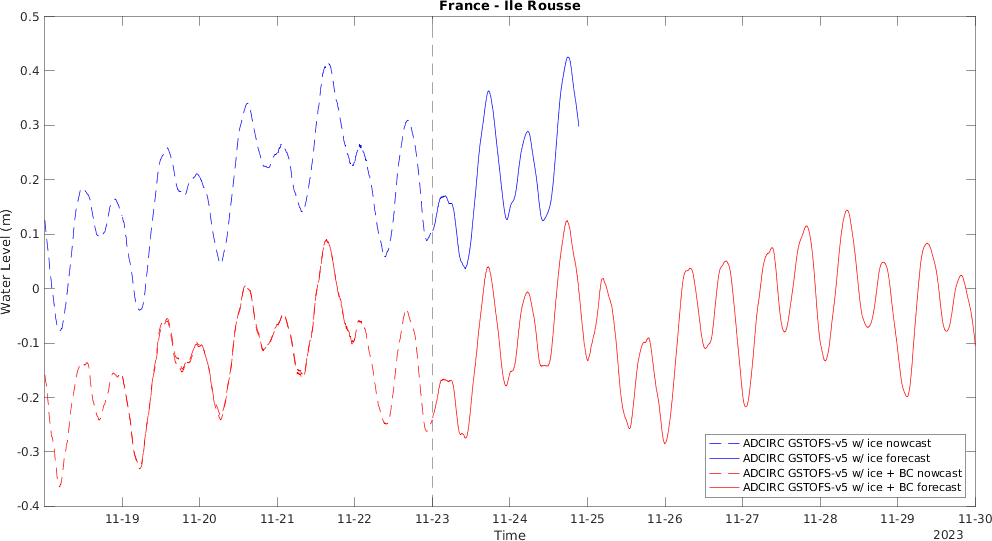 France - Ile Rousse
0.5
0.4
0.3
0.2
0.1
0
-0.1
-0.2
-0.3
-0.4
Water Level (m)
ADCIRC GSTOFS-v5 w/ ice nowcast
ADCIRC GSTOFS-v5 w/ ice forecast
ADCIRC GSTOFS-v5 w/ ice + BC nowcast
ADCIRC GSTOFS-v5 w/ ice + BC forecast
11-19 11-20 11-21 11-22 11-23 11-24 11-25 11-26 11-27 11-28 11-29 11-30
Time
2023